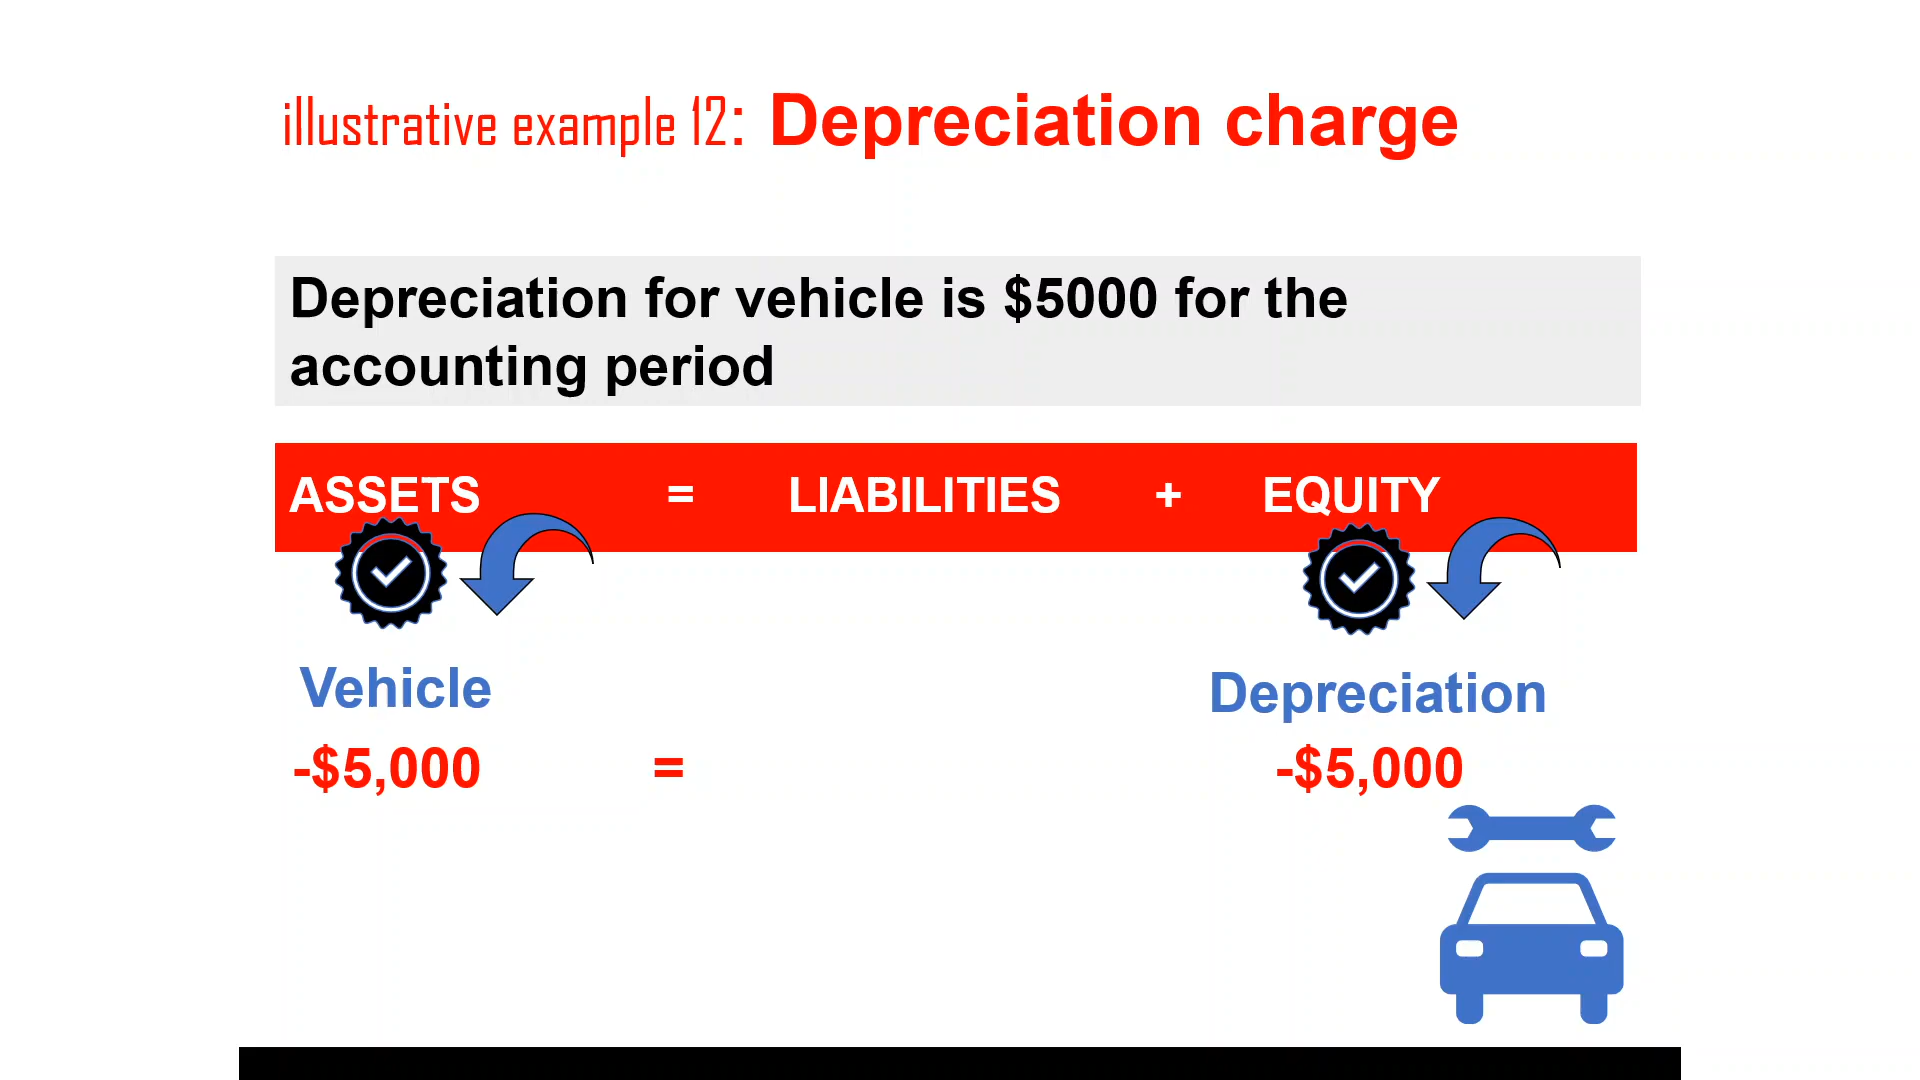 illustrative example 12: Depreciation charge
Depreciation for vehicle is $5000 for the
accounting period
ASSETS = LIABILITIES + EQUITY
Vehicle Depreciation
-$5,000 = -$5,000